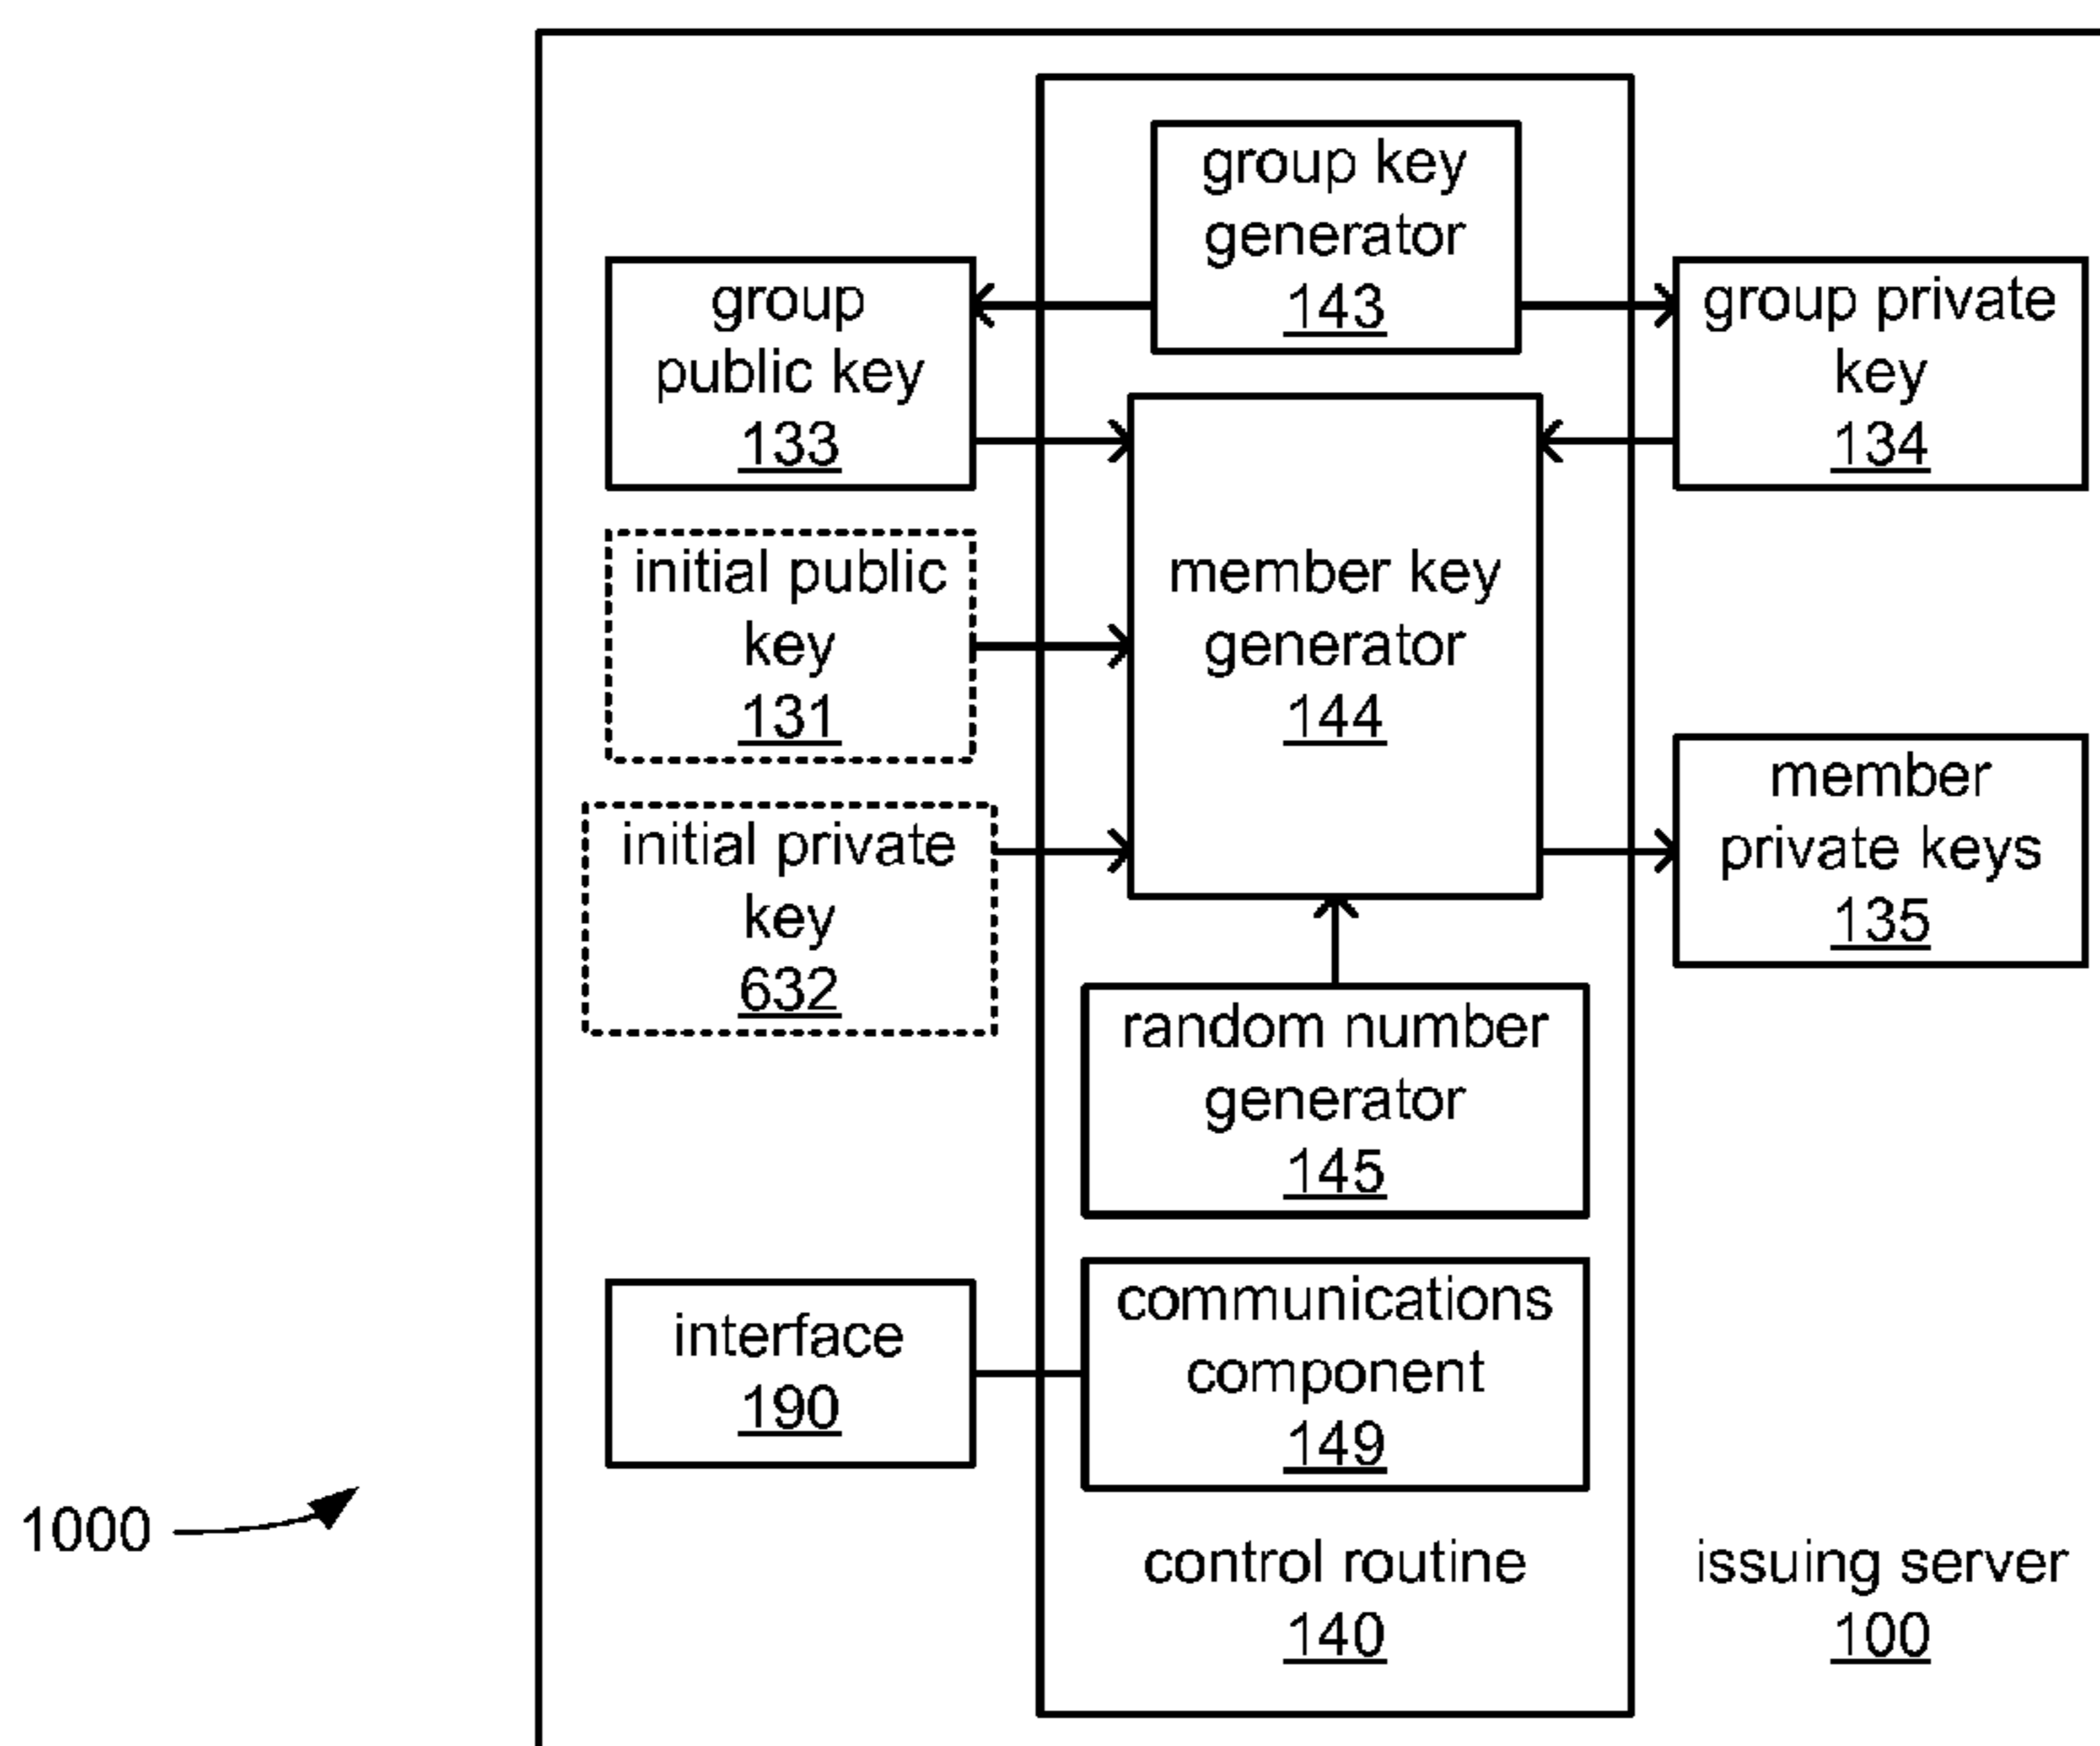 group key
generator
143
group
public key
133
group private
key
134
initial public
key
131
member key
generator
144
initial private
key
632
member
private keys
135
random number
generator
145
interface
190
communications
component
149
1000
control routine
140
issuing server
100